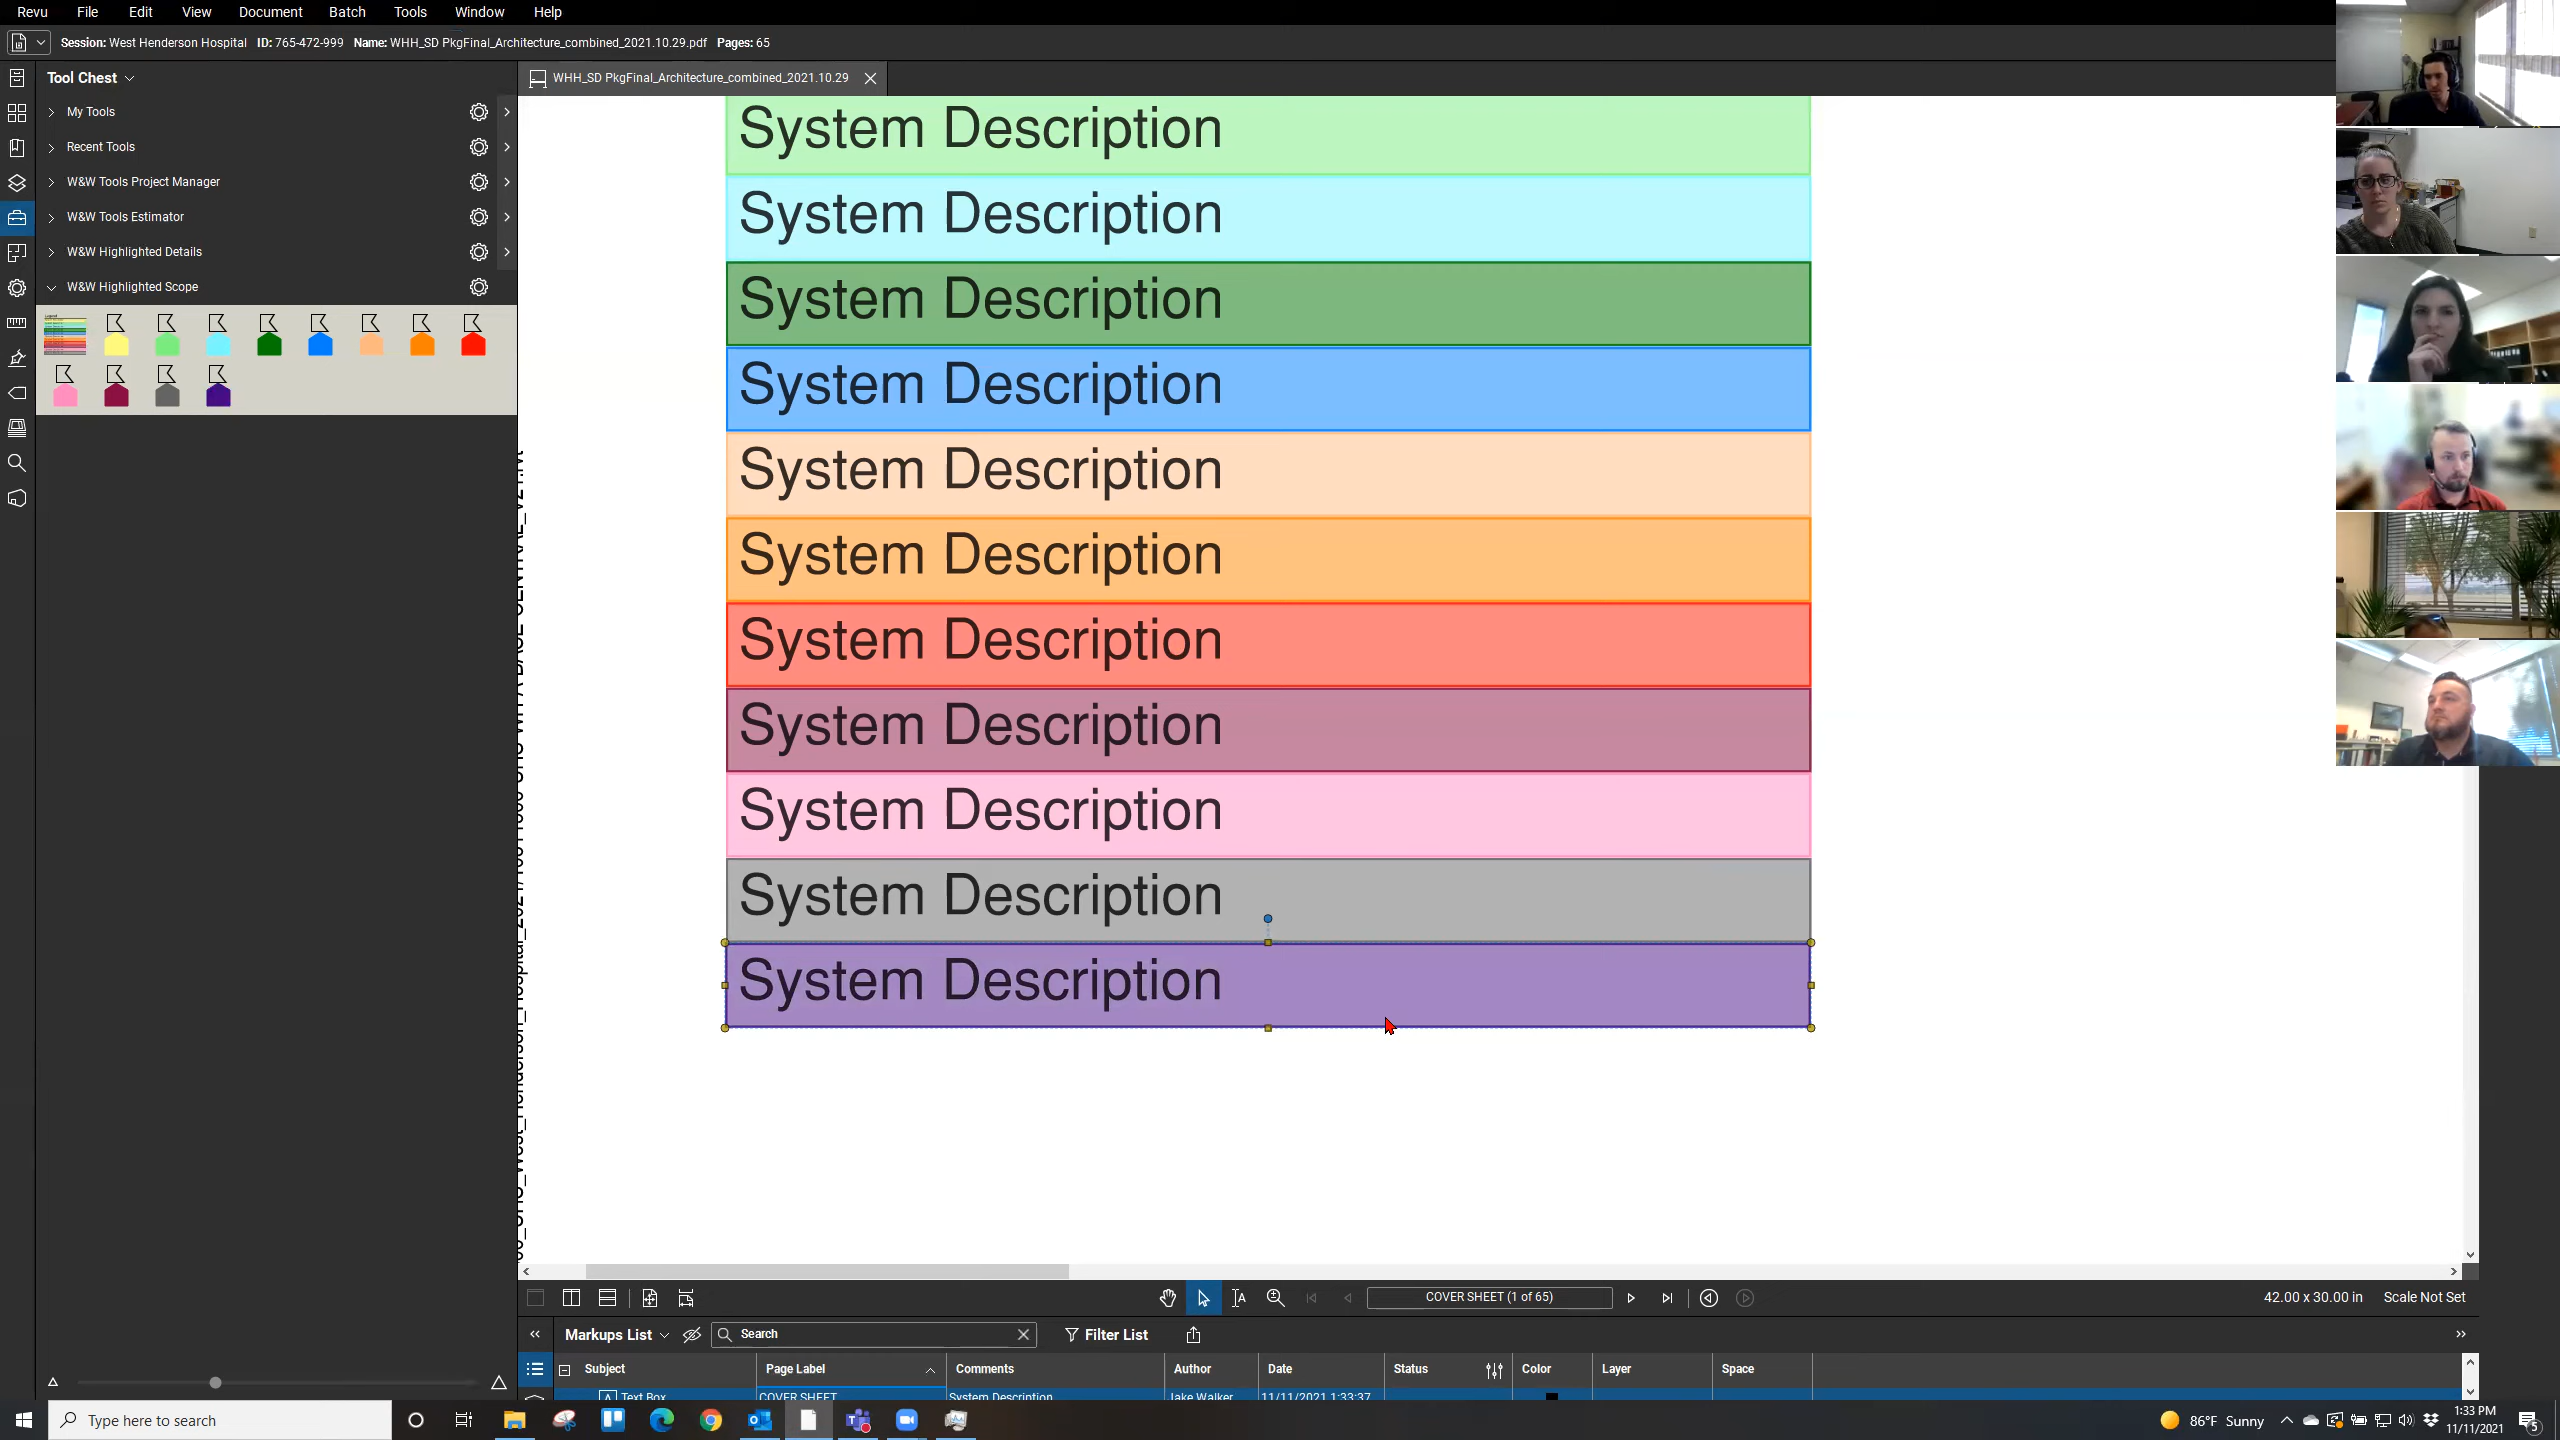 Revu File Edit View Document Batch Tools Window Help
Session: West Henderson Hospital ID: 765-472-999 Name: WHH_SD PkgFinal_Architecture_combined_2021.10.29.pdf Pages: 65
Tool Chest
WHH_SD PkgFinal_Architecture_combined_2021.10.29
My Tools
Recent Tools
W&W Tools Project Manager
W&W Tools Estimator
W&W Highlighted Details
W&W Highlighted Scope
System Description
System Description
System Description
System Description
System Description
System Description
System Description
System Description
System Description
System Description
System Description
COVER SHEET (1 of 65)
42.00 x 30.00 in Scale Not Set
Markups List Search Filter List
Subject Page Label Comments Author Date Status Color Layer Space
Text Box COVER SHEET System Description Jake Walker 11/11/2021 1:33:37
Type here to search
86°F Sunny
1:33 PM
11/11/2021
5